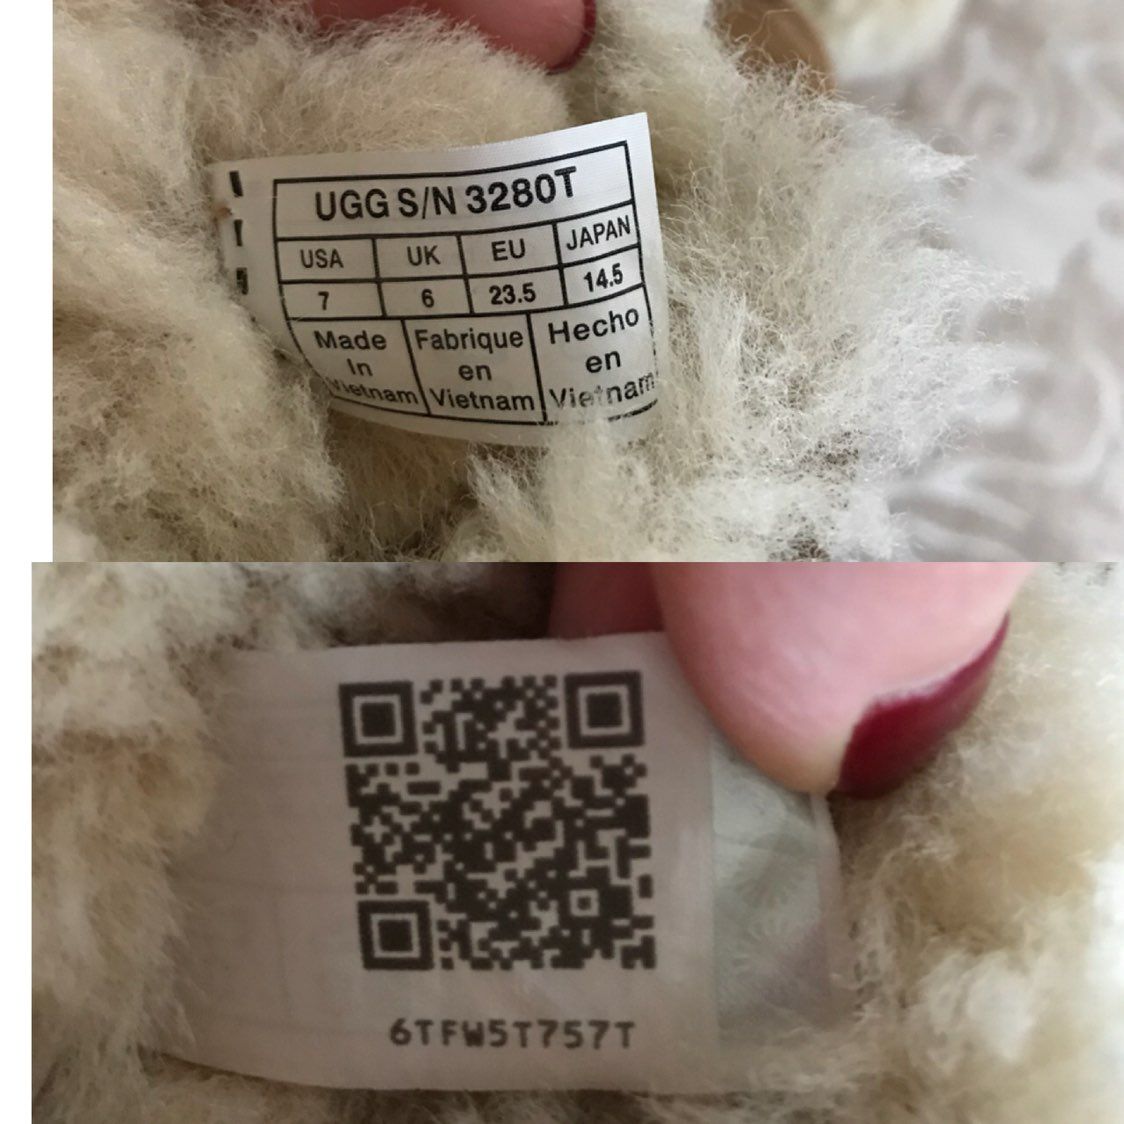 UGG S/N 3280T
USA UK EU JAPAN
7 6 23.5 14.5
Made Fabrique Hecho
In en en
Vietnam Vietnam Vietnam
6TFW5T757T